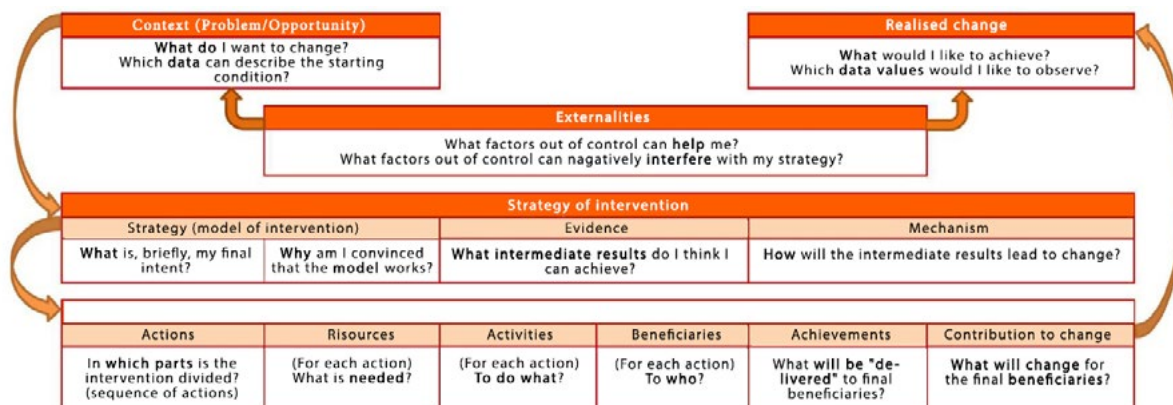 Context (Problem/Opportunity)
What do I want to change?
Which data can describe the starting
condition?
Realised change
What would I like to achieve?
Which data values would I like to observe?
Externalities
What factors out of control can help me?
What factors out of control can nagatively interfere with my strategy?
Strategy of intervention
Strategy (model of intervention)
Evidence
Mechanism
What is, briefly, my final
intent?
Why am I convinced
that the model works?
What intermediate results do I think I
can achieve?
How will the intermediate results lead to change?
Actions
Risources
Activities
Beneficiaries
Achievements
Contribution to change
In which parts is the
intervention divided?
(sequence of actions)
(For each action)
What is needed?
(For each action)
To do what?
(For each action)
To who?
What will be "de-
livered" to final
beneficiaries?
What will change for
the final beneficiaries?